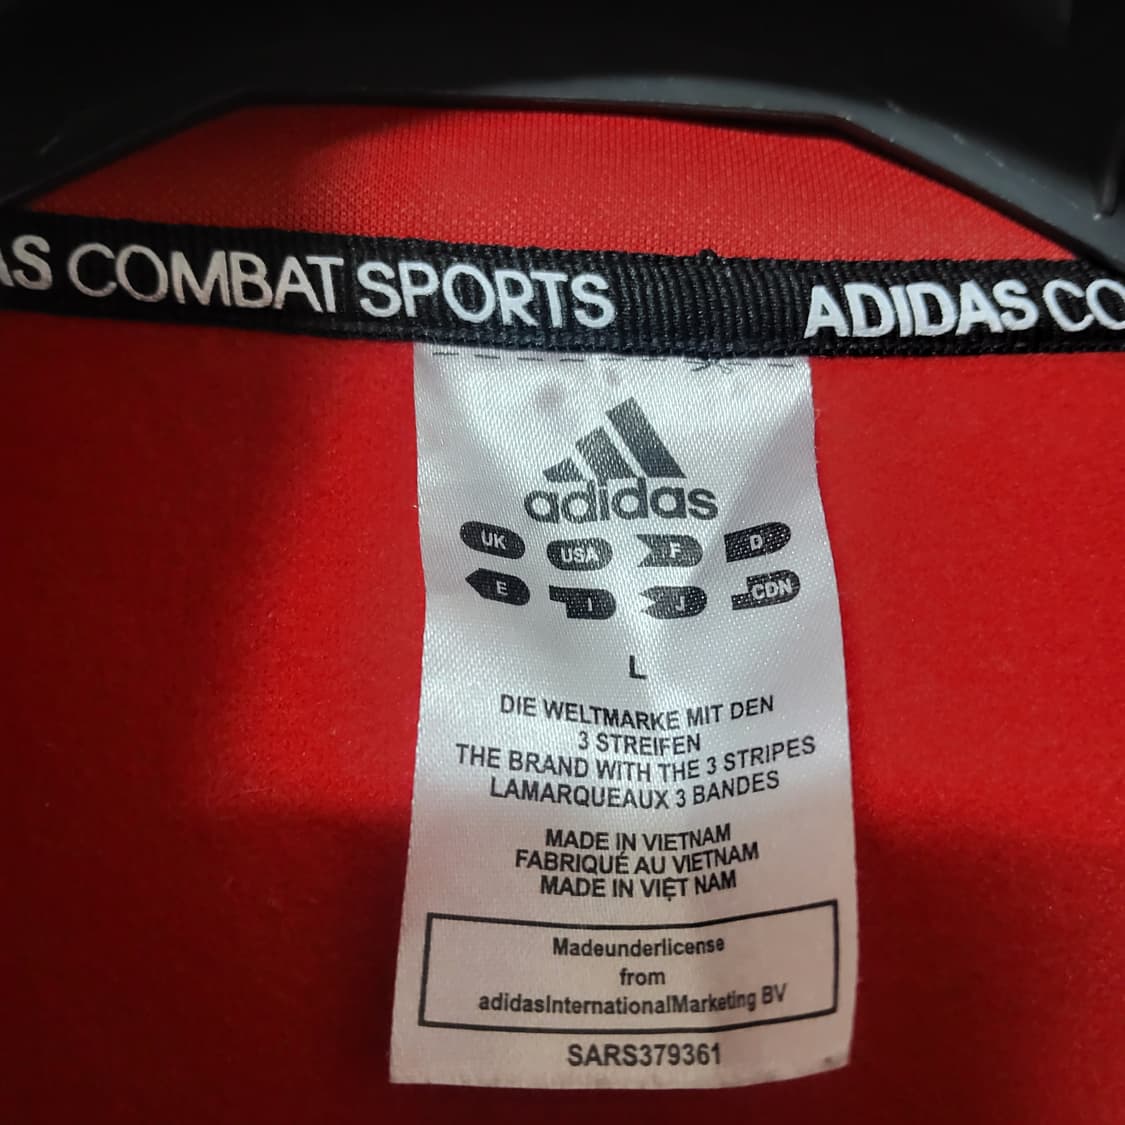 AS COMBAT SPORTS ADIDAS CO
adidas
UK USA F D
E I J CDN
L
DIE WELTMARKE MIT DEN
3 STREIFEN
THE BRAND WITH THE 3 STRIPES
LAMARQUEAUX 3 BANDES
MADE IN VIETNAM
FABRIQUÉ AU VIETNAM
MADE IN VIỆT NAM
Madeunderlicense
from
adidasInternationalMarketing BV
SARS379361